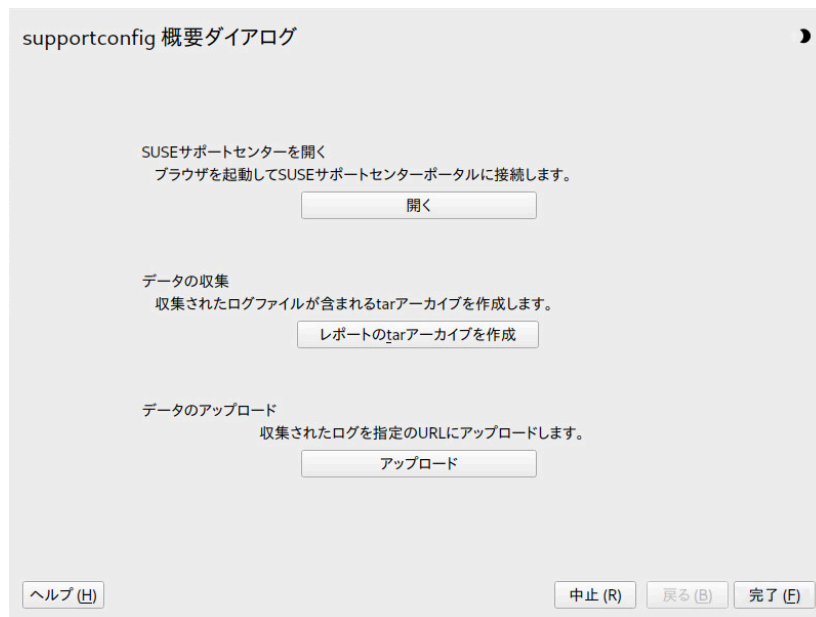 supportconfig 概要ダイアログ
SUSEサポートセンターを開く
ブラウザを起動してSUSEサポートセンターポータルに接続します。
開く
データの収集
収集されたログファイルが含まれるtarアーカイブを作成します。
レポートのtarアーカイブを作成
データのアップロード
収集されたログを指定のURLにアップロードします。
アップロード
ヘルプ (H) 中止 (R) 戻る (B) 完了 (F)